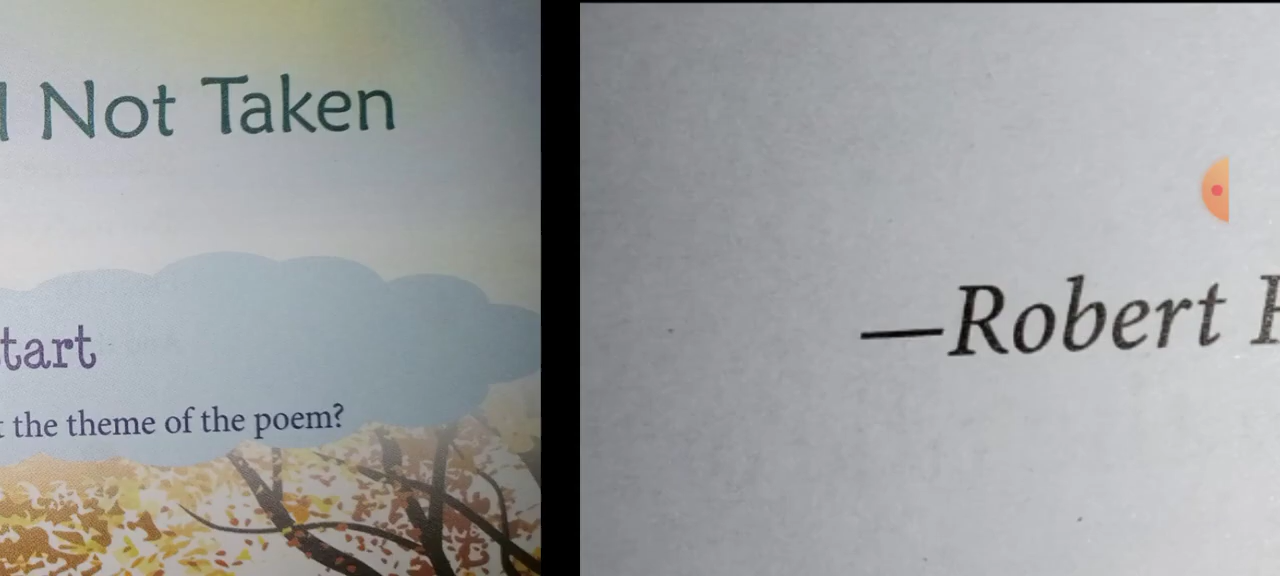 Not Taken
tart
the theme of the poem?
—Robert